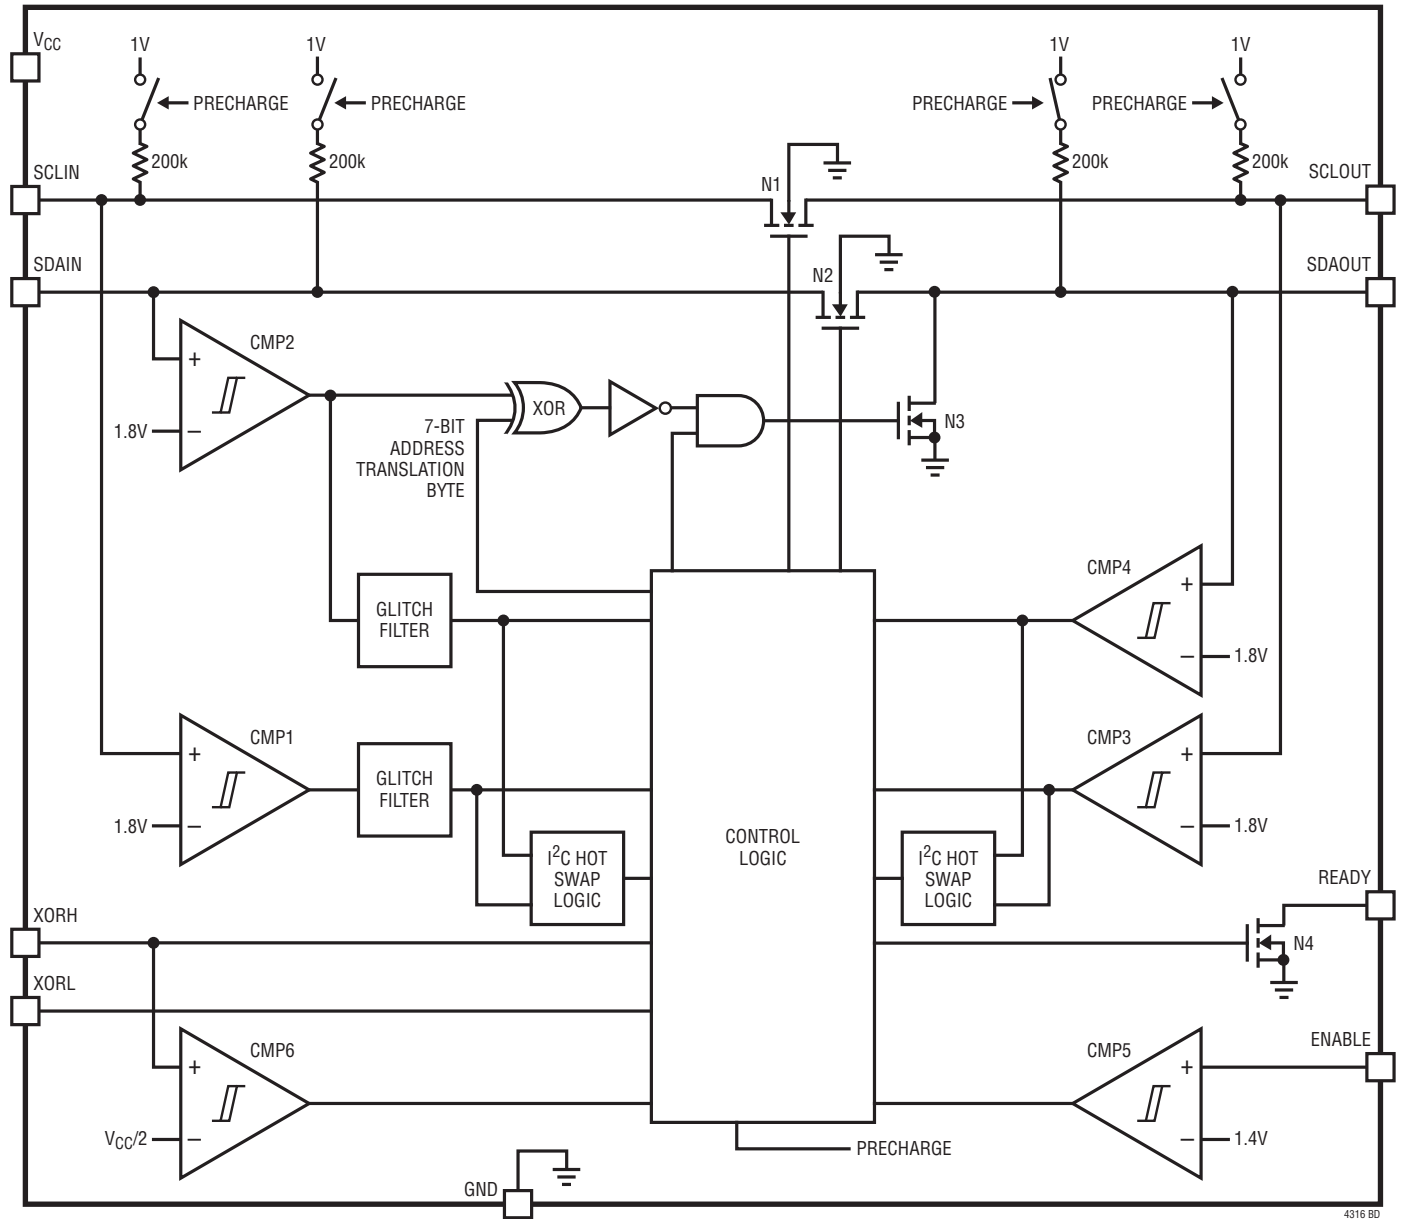 VCC
1V
1V
1V
1V
PRECHARGE
PRECHARGE
PRECHARGE
PRECHARGE
SCLIN
200k
200k
200k
200k
SCLOUT
N1
SDAIN
N2
SDAOUT
CMP2
+
1.8V
−
XOR
N3
7-BIT
ADDRESS
TRANSLATION
BYTE
CMP4
+
GLITCH
FILTER
−
1.8V
CMP1
+
GLITCH
FILTER
1.8V
−
CMP3
+
−
1.8V
CONTROL
LOGIC
I2C HOT
SWAP
LOGIC
I2C HOT
SWAP
LOGIC
READY
XORH
N4
XORL
CMP6
+
VCC/2
−
CMP5
+
ENABLE
−
1.4V
PRECHARGE
GND
4316 BD